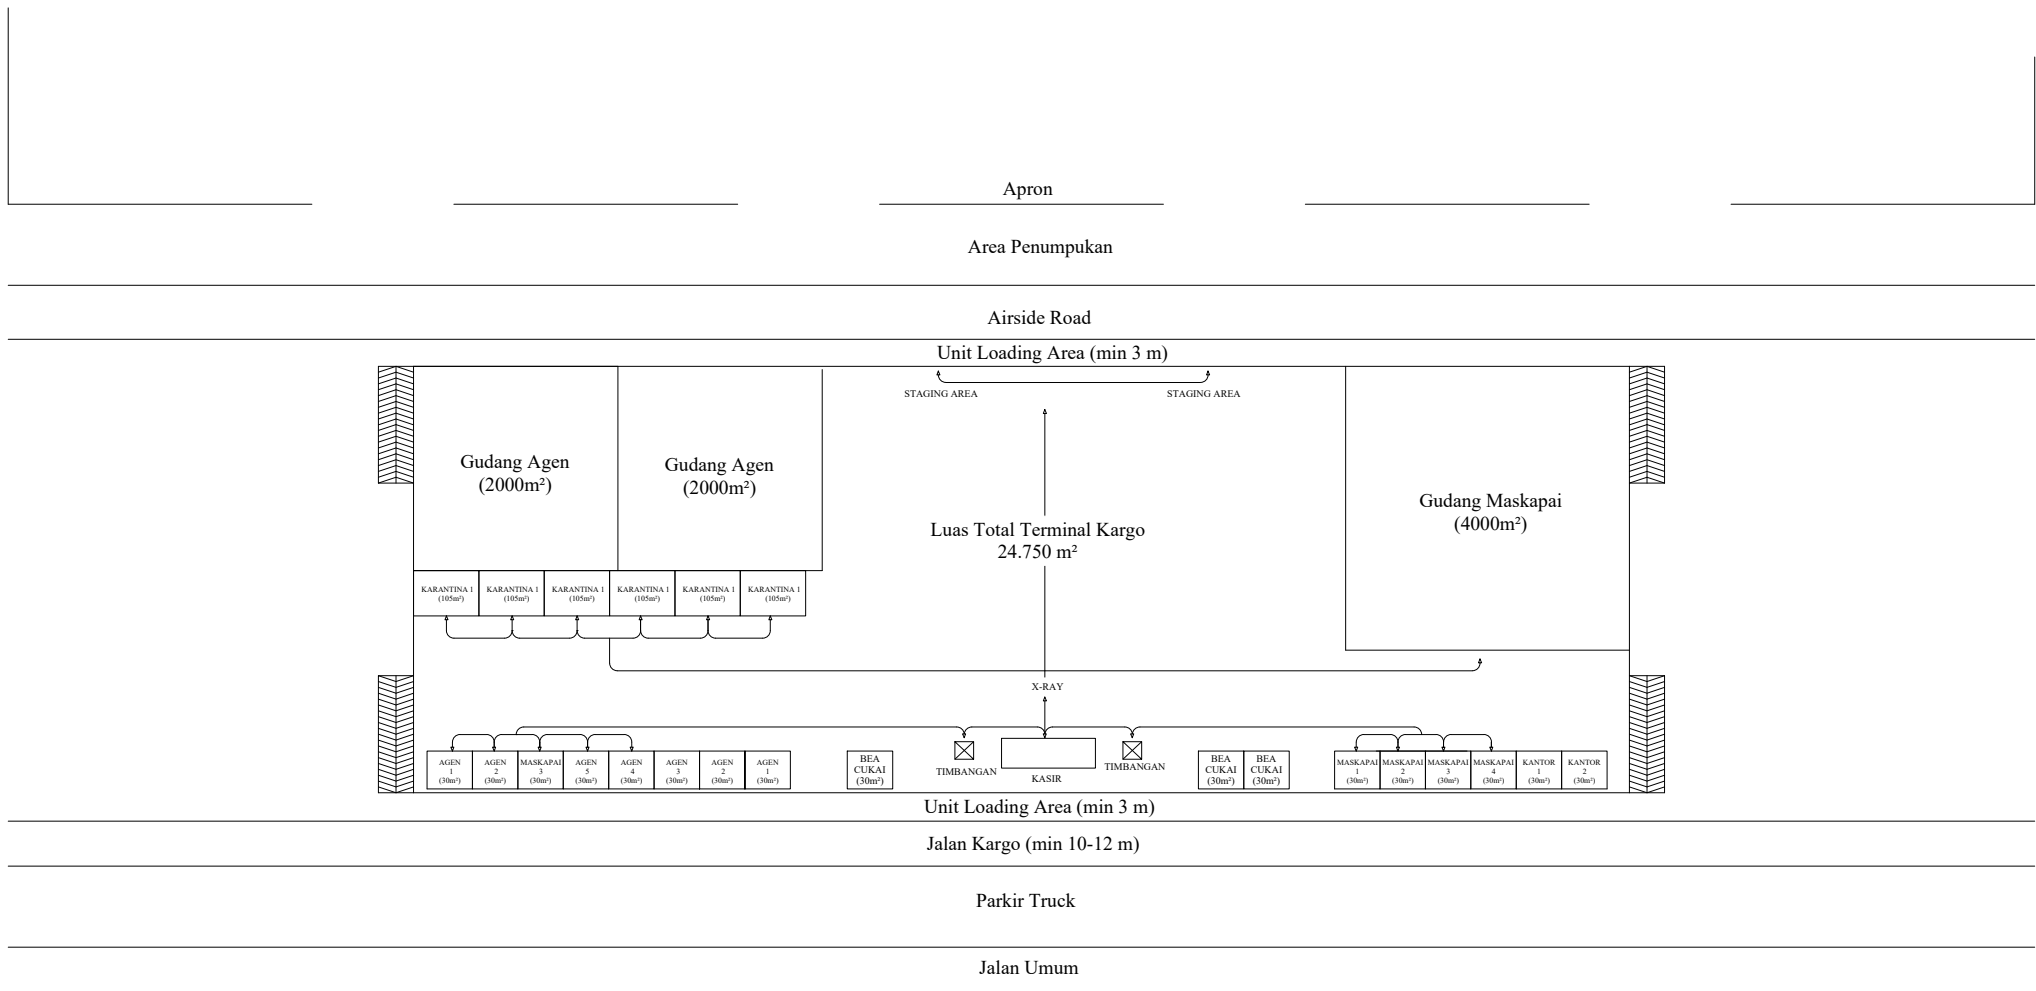 Apron
Area Penumpukan
Airside Road
Unit Loading Area (min 3 m)
STAGING AREA
STAGING AREA
Gudang Agen
(2000m²)
Gudang Agen
(2000m²)
Luas Total Terminal Kargo
24.750 m²
Gudang Maskapai
(4000m²)
KARANTINA 1
(105m²)
KARANTINA 1
(105m²)
KARANTINA 1
(105m²)
KARANTINA 1
(105m²)
KARANTINA 1
(105m²)
KARANTINA 1
(105m²)
X-RAY
AGEN
1
(30m²)
AGEN
2
(30m²)
MASKAPAI
3
(30m²)
AGEN
5
(30m²)
AGEN
4
(30m²)
AGEN
3
(30m²)
AGEN
2
(30m²)
AGEN
1
(30m²)
BEA
CUKAI
(30m²)
TIMBANGAN
KASIR
TIMBANGAN
BEA
CUKAI
(30m²)
BEA
CUKAI
(30m²)
MASKAPAI
1
(30m²)
MASKAPAI
2
(30m²)
MASKAPAI
3
(30m²)
MASKAPAI
4
(30m²)
KANTOR
1
(30m²)
KANTOR
2
(30m²)
Unit Loading Area (min 3 m)
Jalan Kargo (min 10-12 m)
Parkir Truck
Jalan Umum